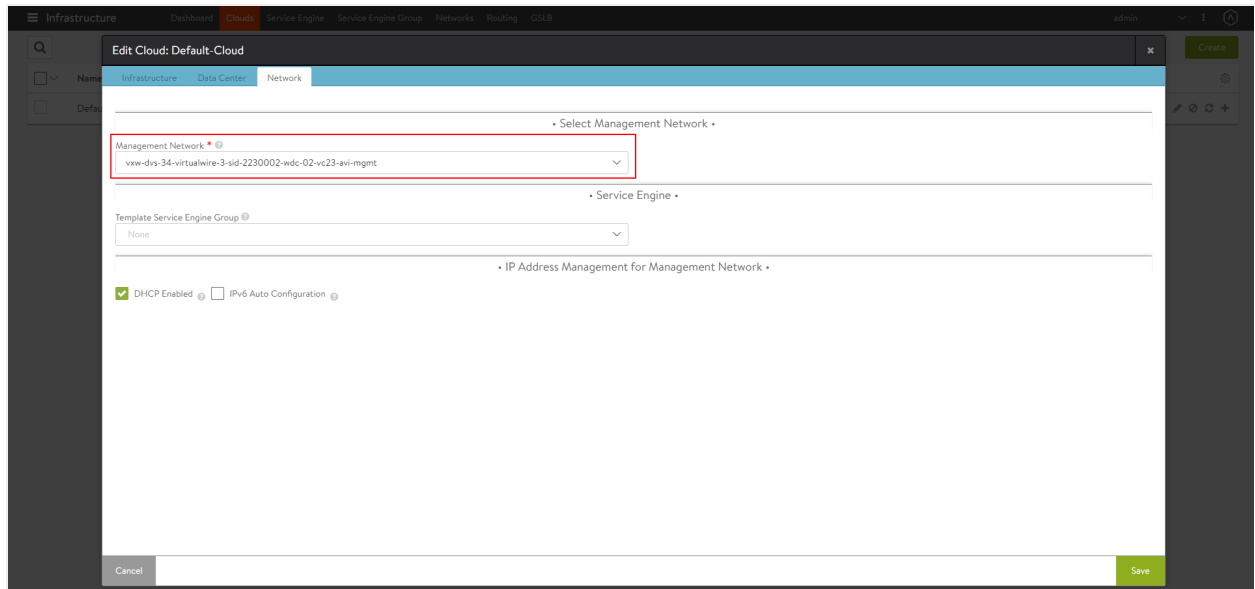 Infrastructure Dashboard Clouds Service Engine Service Engine Group Networks Routing GSLB admin
Edit Cloud: Default-Cloud
Create
Name
Infrastructure Data Center Network
Defau
• Select Management Network •
Management Network *
vxw-dvs-34-virtualwire-3-sid-2230002-wdc-02-vc23-avi-mgmt
• Service Engine •
Template Service Engine Group
None
• IP Address Management for Management Network •
DHCP Enabled IPv6 Auto Configuration
Cancel Save